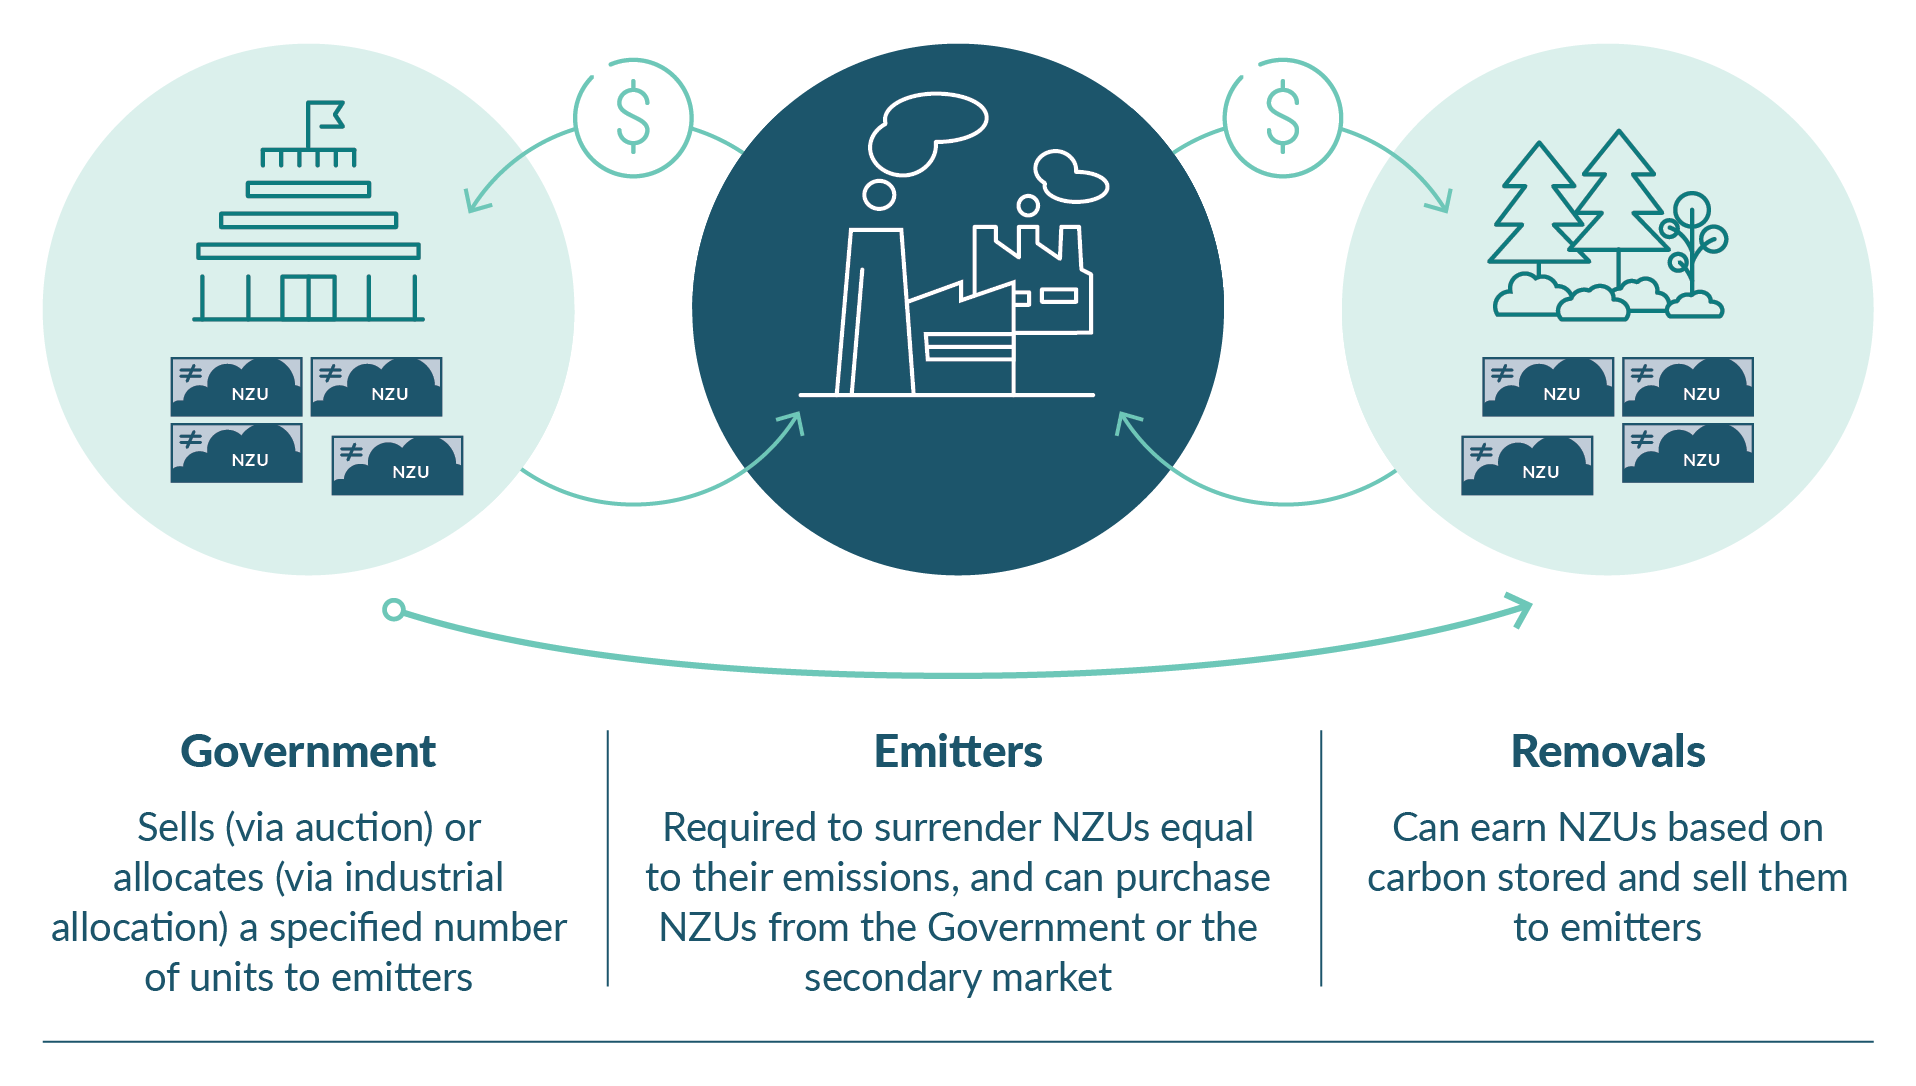 $
$
NZU
NZU
NZU
NZU
NZU
NZU
NZU
NZU
Government
Sells (via auction) or
allocates (via industrial
allocation) a specified number
of units to emitters
Emitters
Required to surrender NZUs equal
to their emissions, and can purchase
NZUs from the Government or the
secondary market
Removals
Can earn NZUs based on
carbon stored and sell them
to emitters